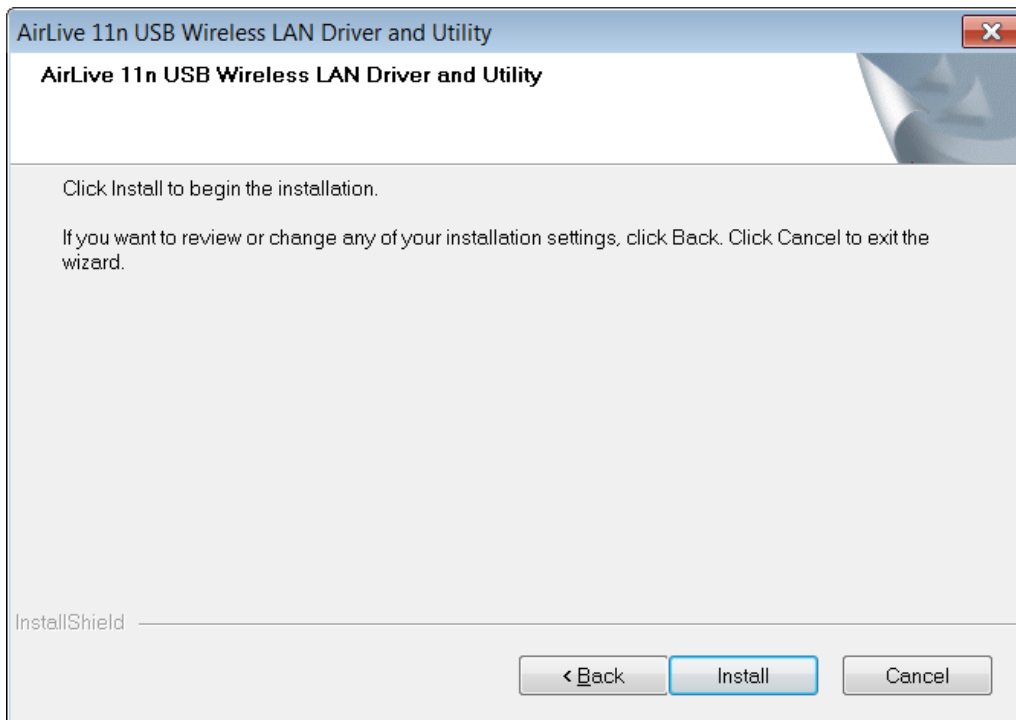 AirLive 11n USB Wireless LAN Driver and Utility
AirLive 11n USB Wireless LAN Driver and Utility
Click Install to begin the installation.
If you want to review or change any of your installation settings, click Back. Click Cancel to exit the
wizard.
InstallShield
< Back Install Cancel